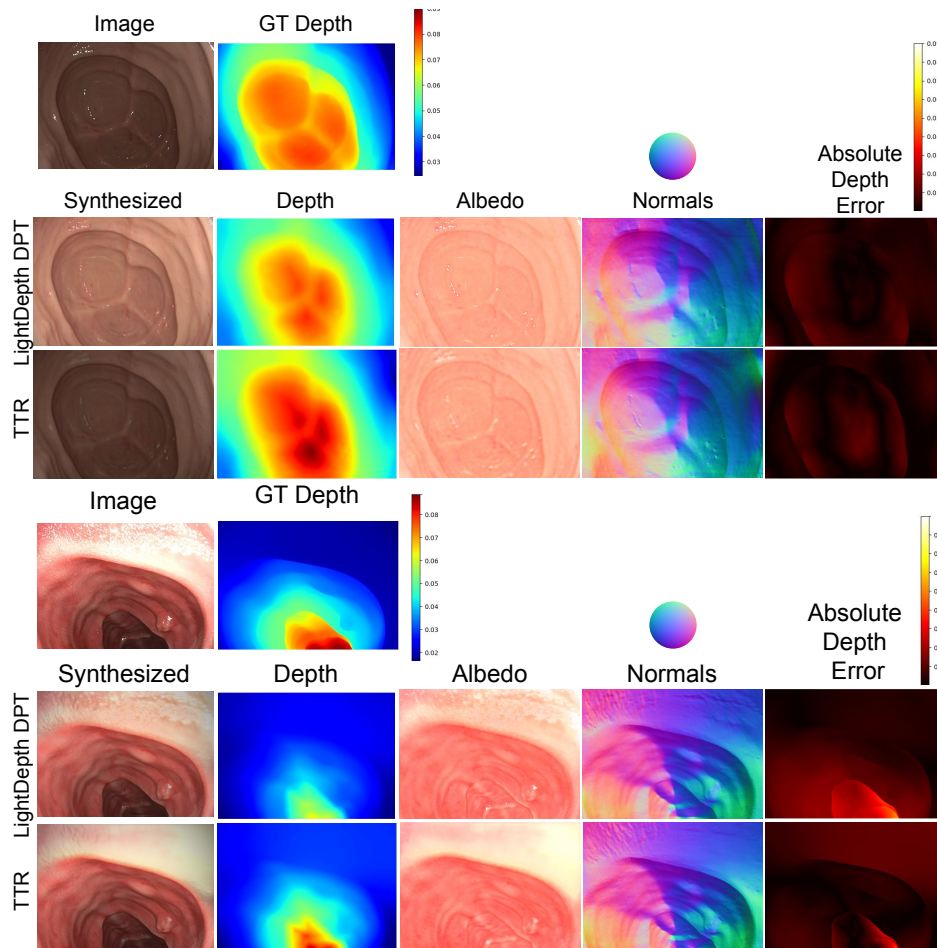 Image
GT Depth
0.08
0.07
0.06
0.05
0.04
0.03
Absolute
Depth
Error
Synthesized
Depth
Albedo
Normals
LightDepth DPT
TTR
Image
GT Depth
0.08
0.07
0.06
0.05
0.04
0.03
0.02
Absolute
Depth
Error
Synthesized
Depth
Albedo
Normals
LightDepth DPT
TTR